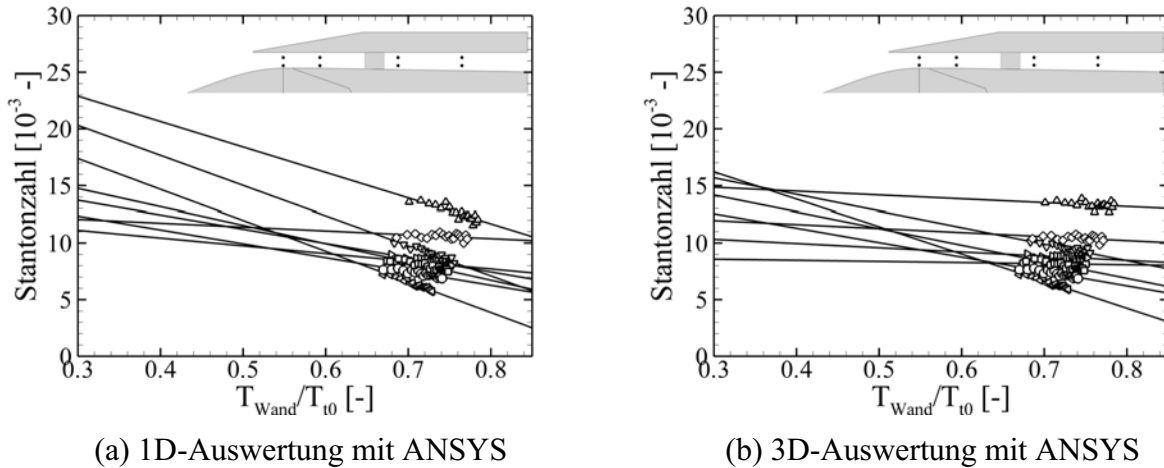 30
25
20
15
10
5
0
Stantonzahl [10⁻³ -]
0.3 0.4 0.5 0.6 0.7 0.8
T_Wand/T_t0 [-]
(a) 1D-Auswertung mit ANSYS
30
25
20
15
10
5
0
Stantonzahl [10⁻³ -]
0.3 0.4 0.5 0.6 0.7 0.8
T_Wand/T_t0 [-]
(b) 3D-Auswertung mit ANSYS